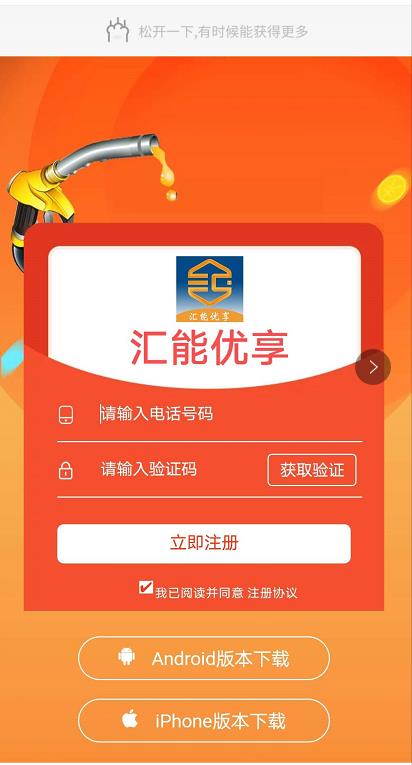 松开一下,有时候能获得更多
汇能优享
汇能优享
请输入电话号码
请输入验证码
获取验证
立即注册
我已阅读并同意 注册协议
Android版本下载
iPhone版本下载